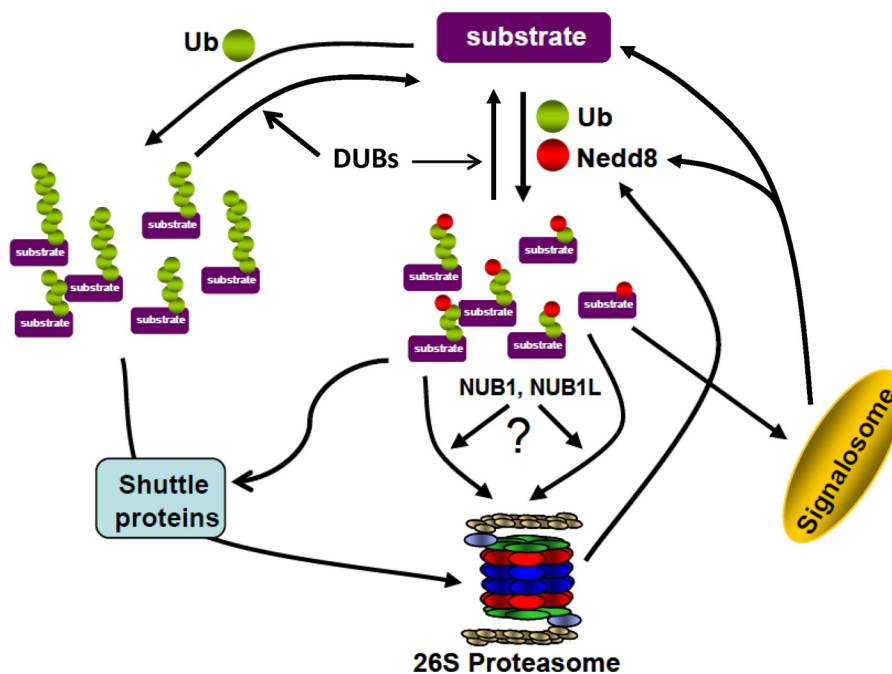 Ub
substrate
Ub
Nedd8
DUBs
substrate
substrate
substrate
substrate
substrate
substrate
substrate
substrate
substrate
substrate
substrate
substrate
NUB1, NUB1L
?
Shuttle
proteins
Signalosome
26S Proteasome